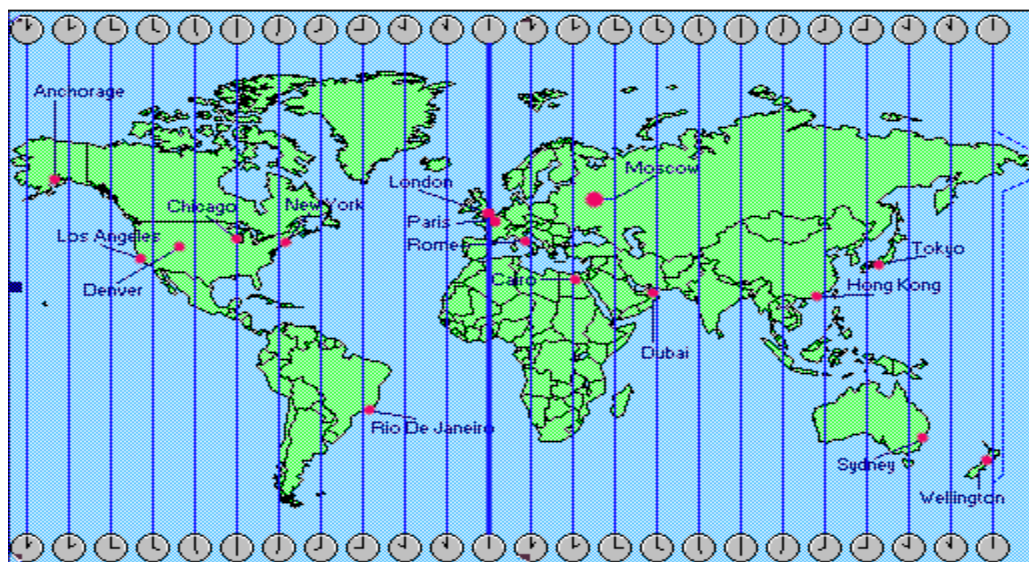 Anchorage
Moscow
London
Chicago
New York
Paris
Los Angeles
Rome
Tokyo
Cairo
Hong Kong
Denver
Dubai
Rio De Janeiro
Sydney
Wellington